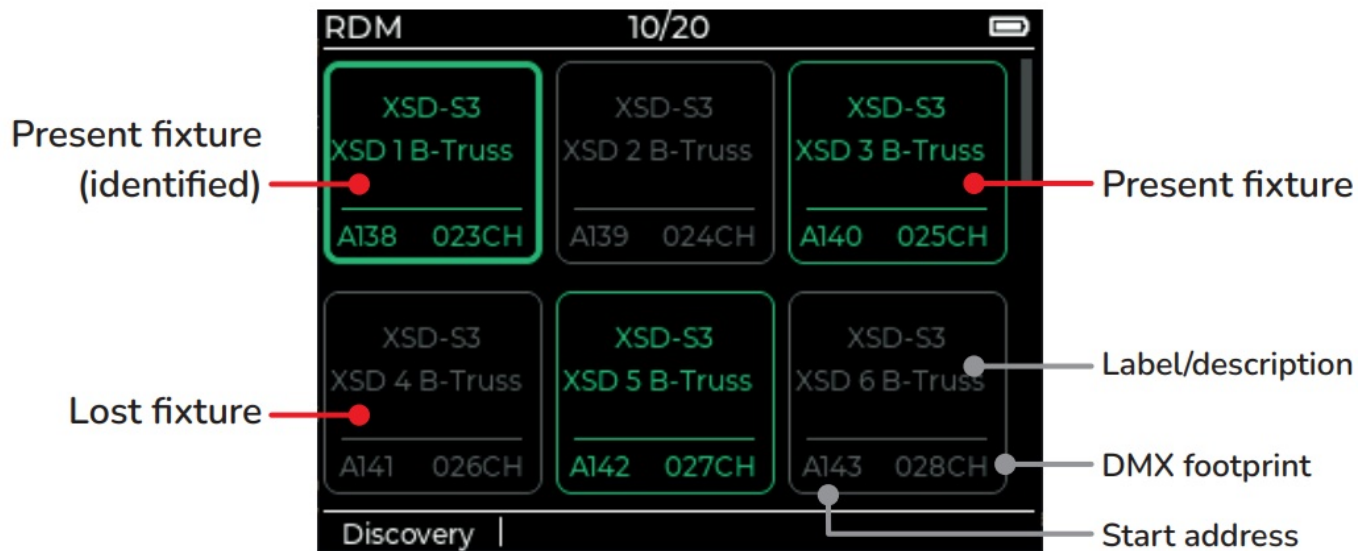 RDM 10/20
XSD-S3 XSD-S3 XSD-S3
XSD 1 B-Truss XSD 2 B-Truss XSD 3 B-Truss
A138 023CH A139 024CH A140 025CH
XSD-S3 XSD-S3 XSD-S3
XSD 4 B-Truss XSD 5 B-Truss XSD 6 B-Truss
A141 026CH A142 027CH A143 028CH
Discovery
Present fixture
(identified)
Lost fixture
Present fixture
Label/description
DMX footprint
Start address